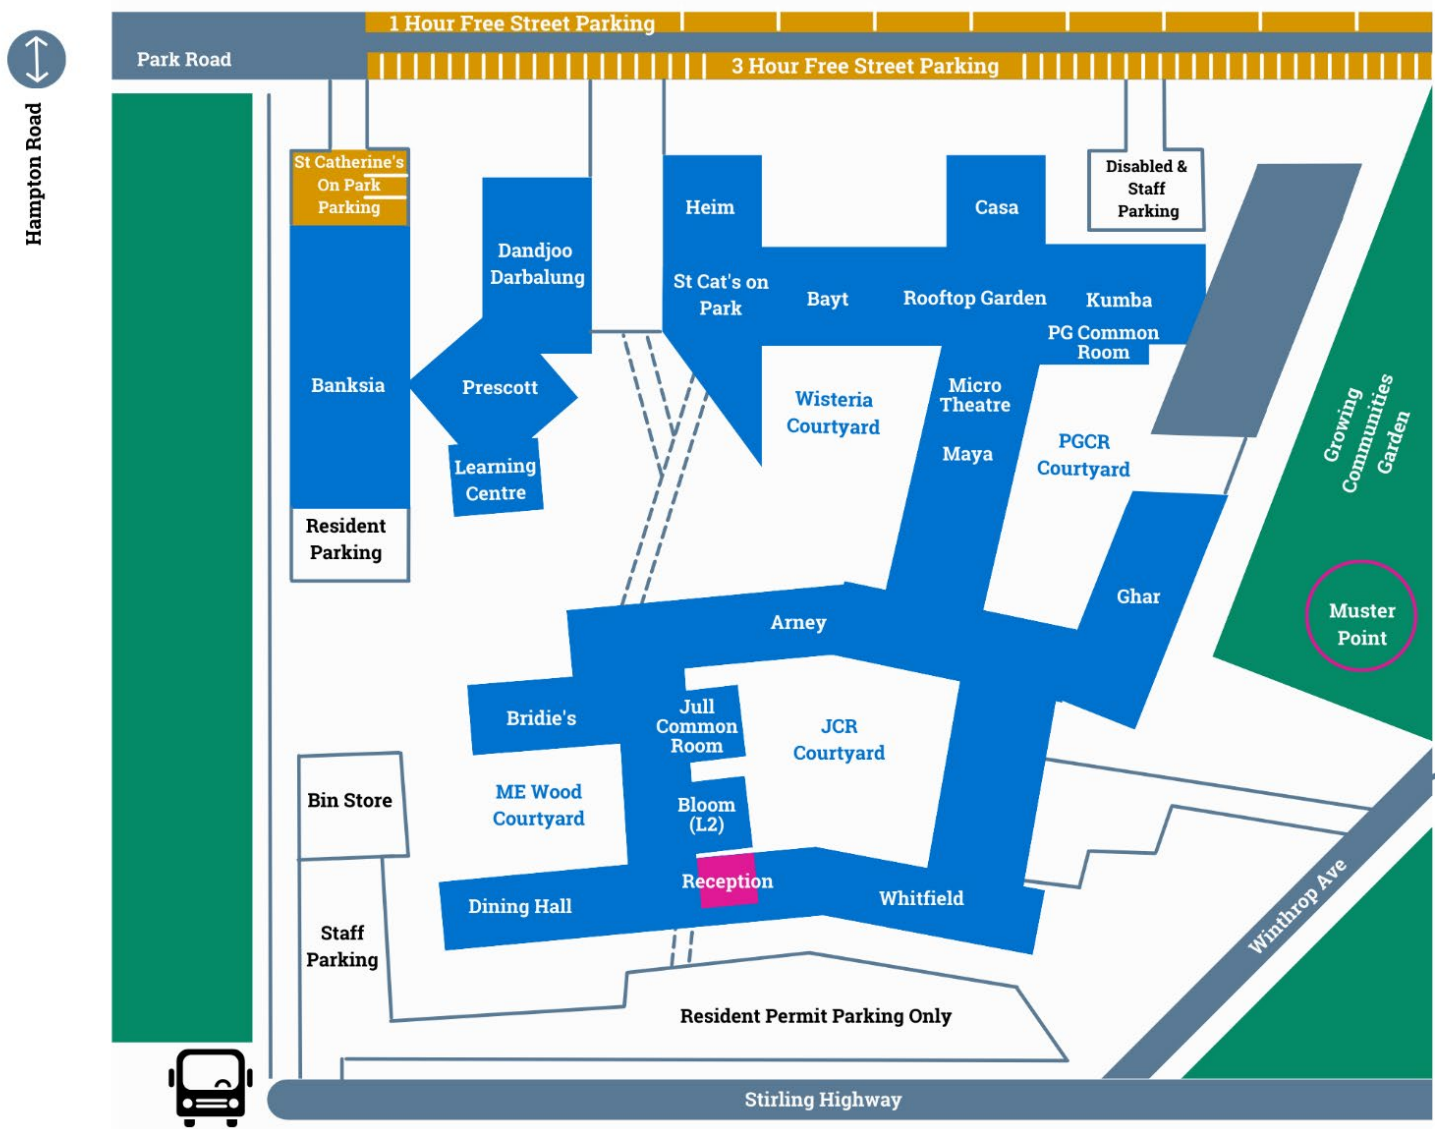 1 Hour Free Street Parking
Park Road
3 Hour Free Street Parking
Hampton Road
St Catherine's
On Park
Parking
Disabled &
Staff
Parking
Heim
Casa
Dandjoo
Darbalung
St Cat's on
Park
Bayt
Rooftop Garden
Kumba
PG Common
Room
Banksia
Prescott
Wisteria
Courtyard
Micro
Theatre
Maya
PGCR
Courtyard
Growing
Communities
Garden
Learning
Centre
Resident
Parking
Arney
Ghar
Muster
Point
Bridie's
Jull
Common
Room
JCR
Courtyard
Bin Store
ME Wood
Courtyard
Bloom
(L2)
Reception
Dining Hall
Whitfield
Winthrop Ave
Staff
Parking
Resident Permit Parking Only
Stirling Highway